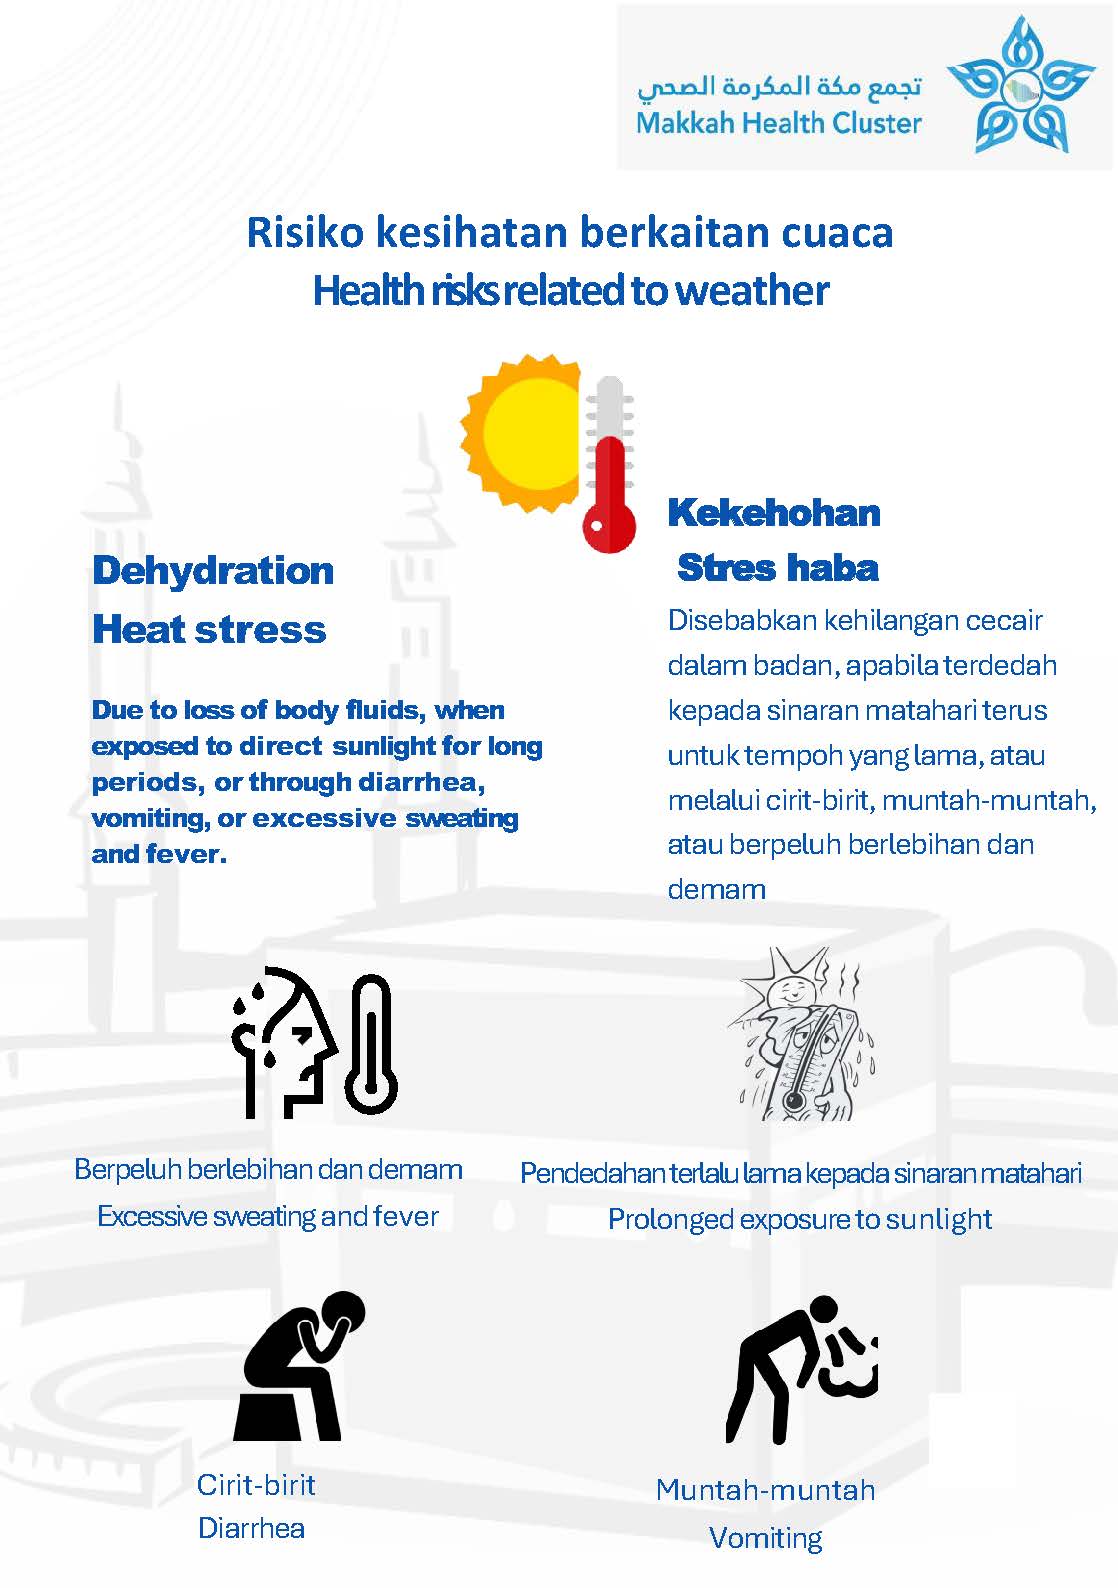 تجمع مكة المكرمة الصحي
Makkah Health Cluster
Risiko kesihatan berkaitan cuaca
Health risks related to weather
Dehydration
Heat stress
Due to loss of body fluids, when
exposed to direct sunlight for long
periods, or through diarrhea,
vomiting, or excessive sweating
and fever.
Kekehohan
Stres haba
Disebabkan kehilangan cecair
dalam badan, apabila terdedah
kepada sinaran matahari terus
untuk tempoh yang lama, atau
melalui cirit-birit, muntah-muntah,
atau berpeluh berlebihan dan
demam
Berpeluh berlebihan dan demam
Excessive sweating and fever
Pendedahan terlalu lama kepada sinaran matahari
Prolonged exposure to sunlight
Cirit-birit
Diarrhea
Muntah-muntah
Vomiting